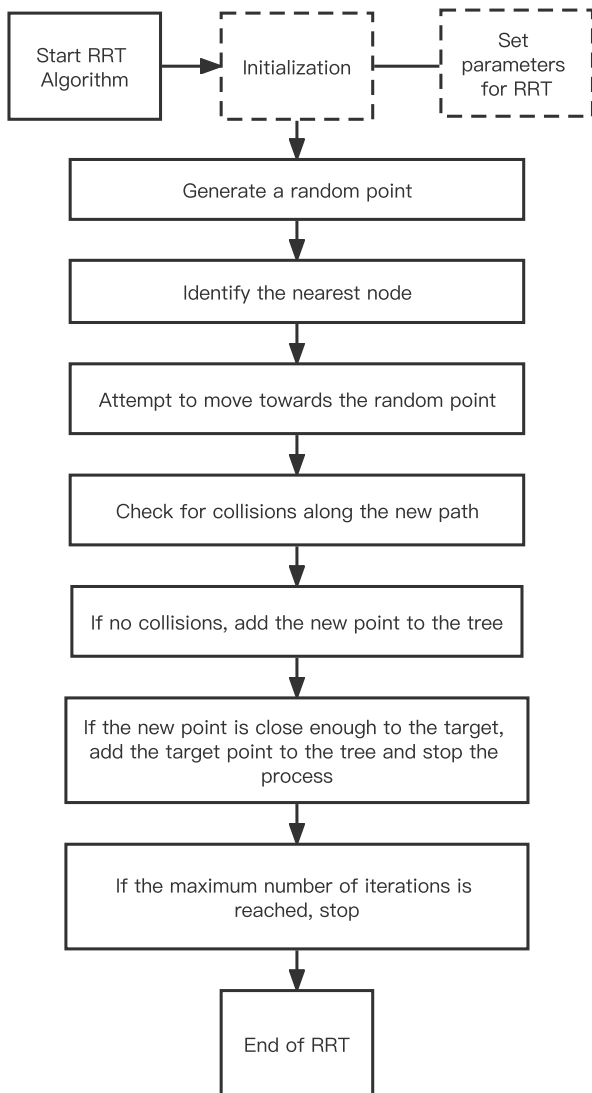 Start RRT
Algorithm
Initialization
Set
parameters
for RRT
Generate a random point
Identify the nearest node
Attempt to move towards the random point
Check for collisions along the new path
If no collisions, add the new point to the tree
If the new point is close enough to the target,
add the target point to the tree and stop the
process
If the maximum number of iterations is
reached, stop
End of RRT